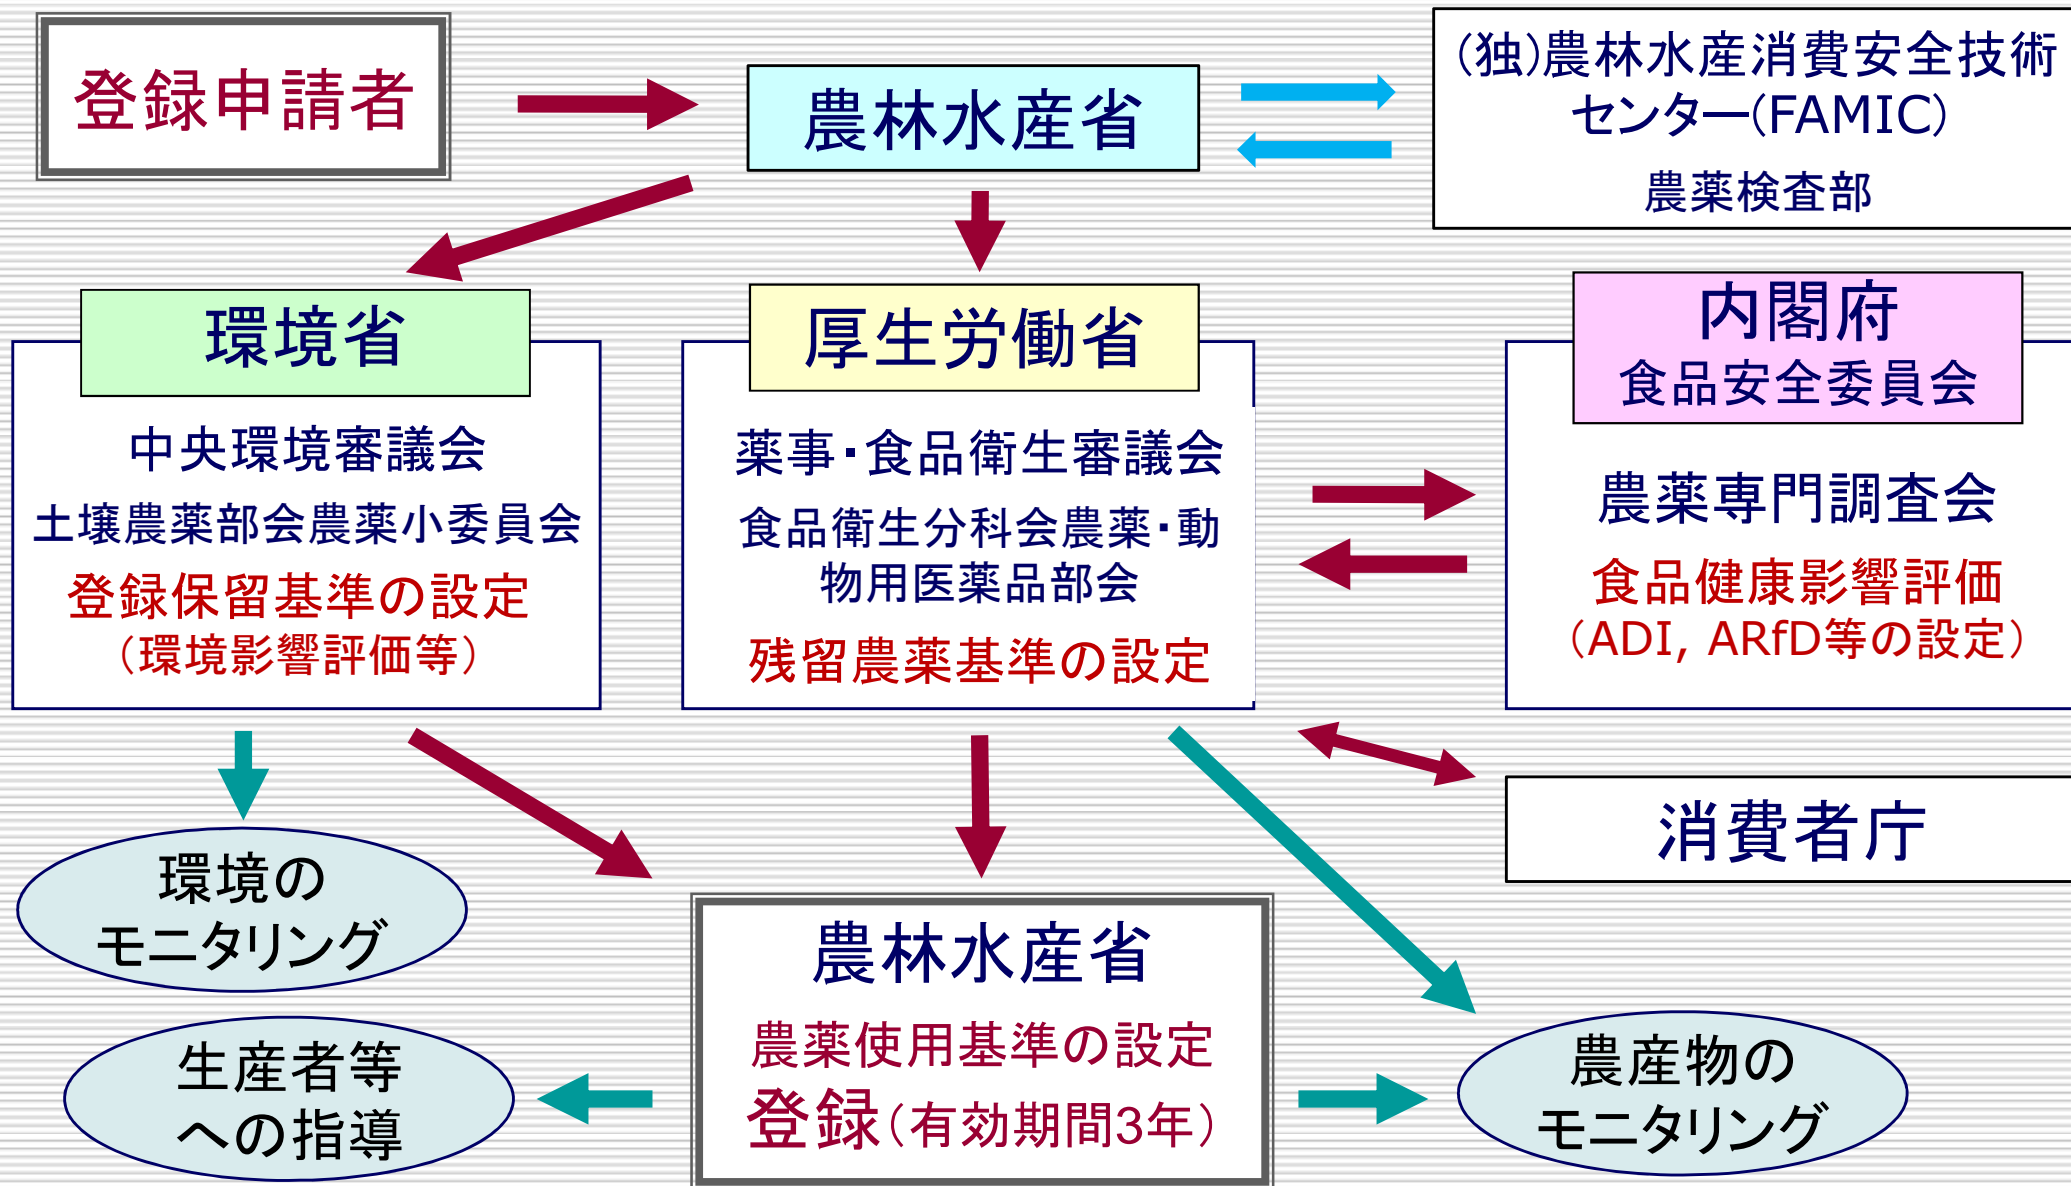 登録申請者
農林水産省
(独)農林水産消費安全技術
センター(FAMIC)
農薬検査部
環境省
中央環境審議会
土壌農薬部会農薬小委員会
登録保留基準の設定
(環境影響評価等)
厚生労働省
薬事・食品衛生審議会
食品衛生分科会農薬・動
物用医薬品部会
残留農薬基準の設定
内閣府
食品安全委員会
農薬専門調査会
食品健康影響評価
(ADI, ARfD等の設定)
消費者庁
環境の
モニタリング
生産者等
への指導
農林水産省
農薬使用基準の設定
登録(有効期間3年)
農産物の
モニタリング